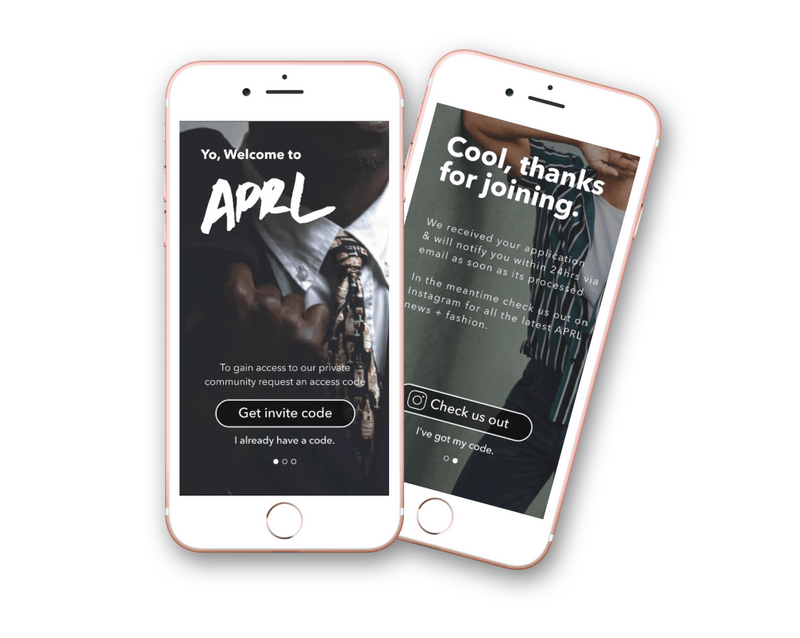 Yo, Welcome to
APRL
To gain access to our private
community request an access code
Get invite code
I already have a code.
Cool, thanks
for joining.
We received your application
& will notify you within 24hrs via
email as soon as its processed
In the meantime check us out on
Instagram for all the latest APRL
news + fashion.
Check us out
I've got my code.